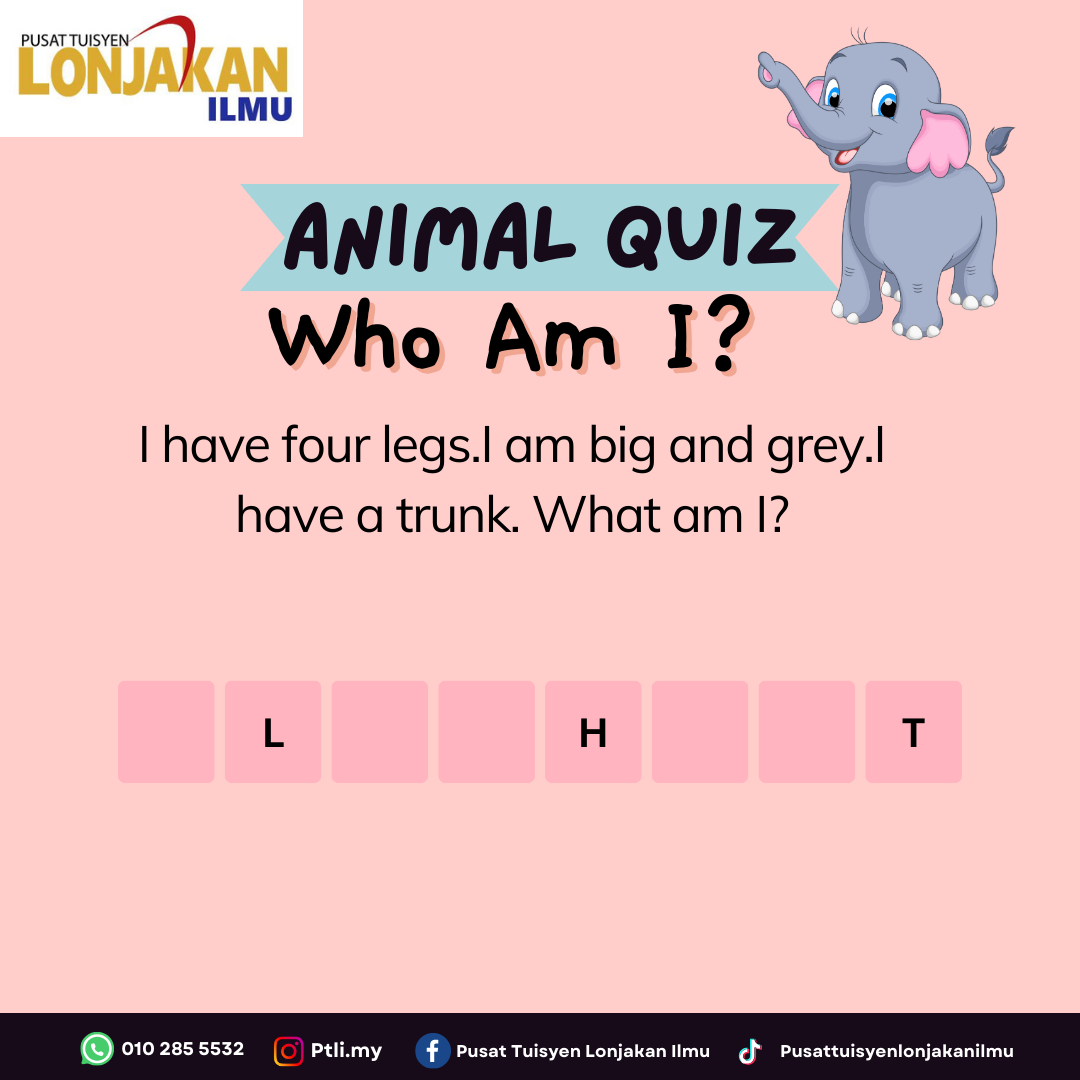 PUSAT TUISYEN
LONJAKAN
ILMU
ANIMAL QUIZ
Who Am I?
I have four legs.I am big and grey.I
have a trunk. What am I?
L H T
010 285 5532 Ptli.my Pusat Tuisyen Lonjakan Ilmu Pusattuisyenlonjakanilmu